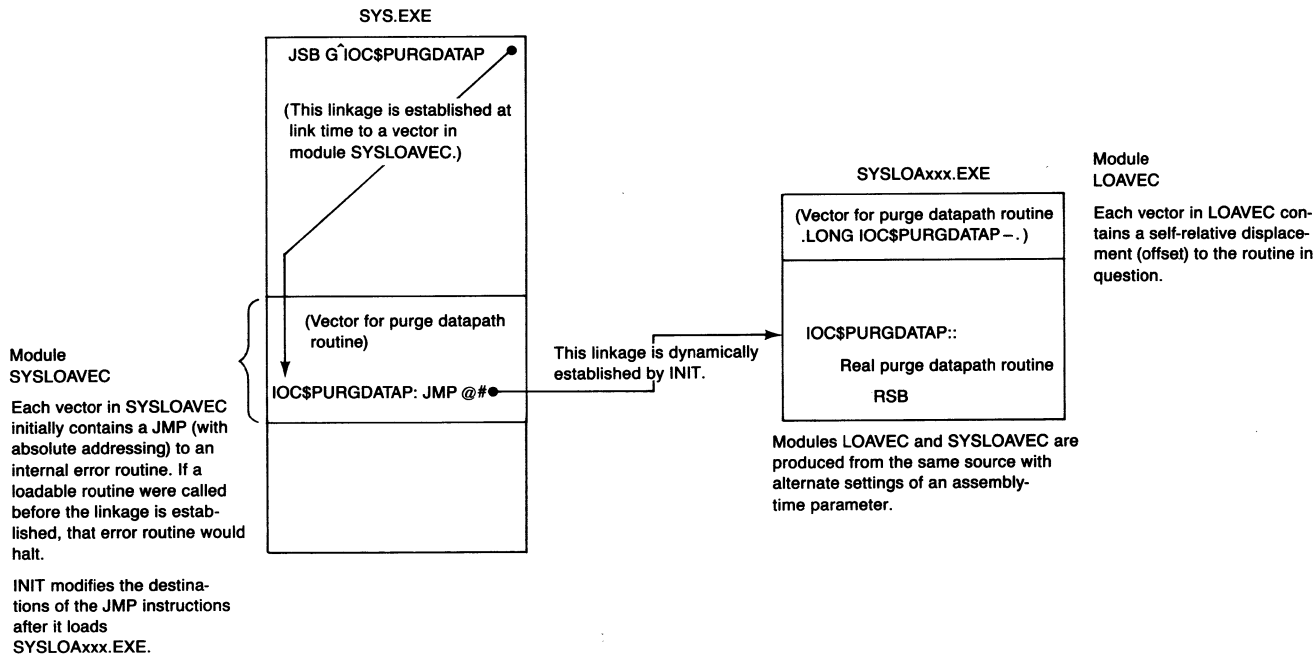 SYS.EXE
JSB G^IOC$PURGDATAP
(This linkage is established at
link time to a vector in
module SYSLOAVEC.)
(Vector for purge datapath
routine)
IOC$PURGDATAP: JMP @#
Module
SYSLOAVEC
Each vector in SYSLOAVEC
initially contains a JMP (with
absolute addressing) to an
internal error routine. If a
loadable routine were called
before the linkage is estab-
lished, that error routine would
halt.
INIT modifies the destina-
tions of the JMP instructions
after it loads
SYSLOAxxx.EXE.
This linkage is dynamically
established by INIT.
SYSLOAxxx.EXE
(Vector for purge datapath routine
.LONG IOC$PURGDATAP–.)
IOC$PURGDATAP::
Real purge datapath routine
RSB
Modules LOAVEC and SYSLOAVEC are
produced from the same source with
alternate settings of an assembly-
time parameter.
Module
LOAVEC
Each vector in LOAVEC con-
tains a self-relative displace-
ment (offset) to the routine in
question.